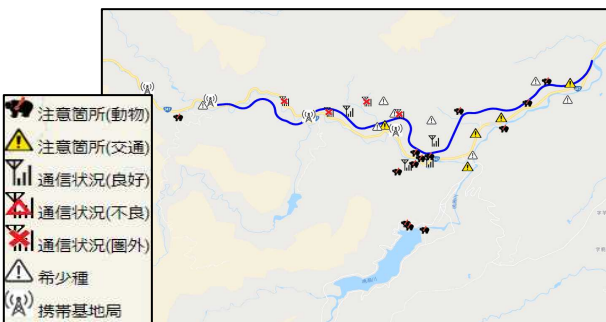 注意箇所(動物)
注意箇所(交通)
通信状況(良好)
通信状況(不良)
通信状況(圏外)
希少種
携帯基地局